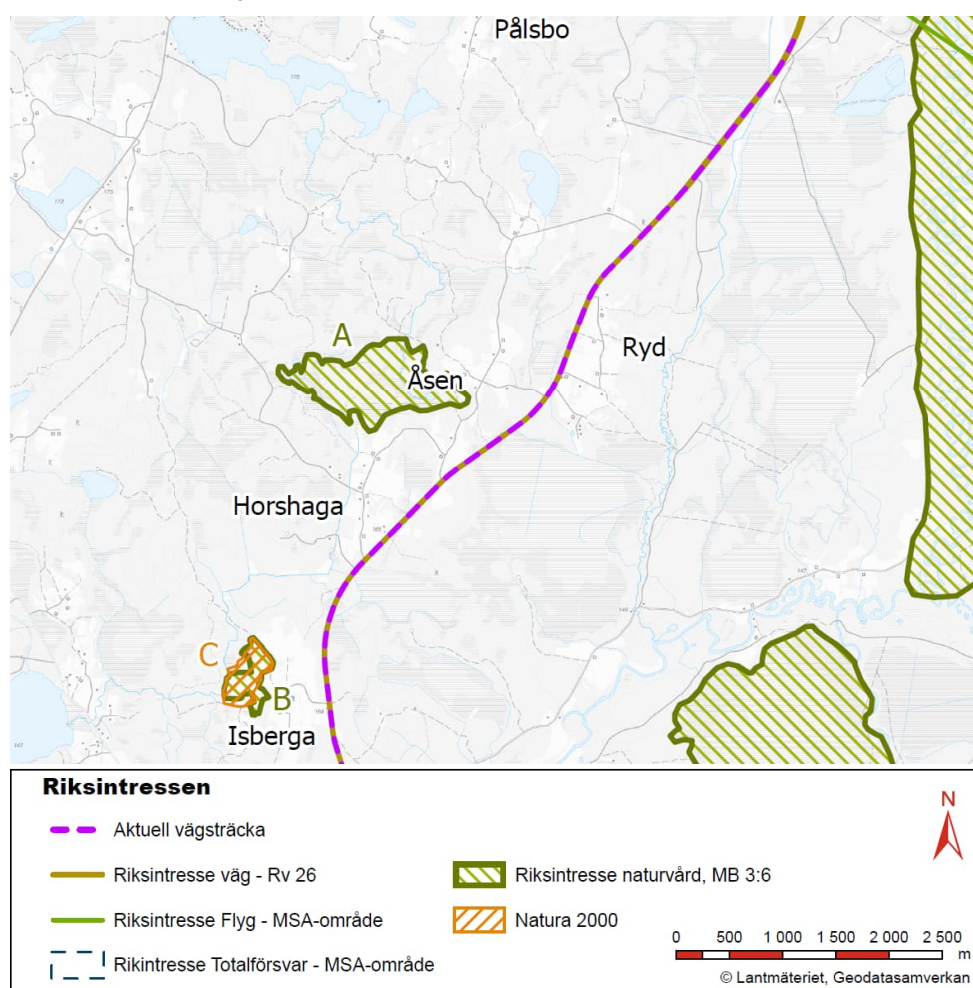 Pålsbo
A
Åsen
Ryd
Horshaga
C
B
Isberga
Riksintressen
Aktuell vägsträcka
Riksintresse väg - Rv 26
Riksintresse Flyg - MSA-område
Rikintresse Totalförsvar - MSA-område
Riksintresse naturvård, MB 3:6
Natura 2000
N
0 500 1 000 1 500 2 000 2 500
m
© Lantmäteriet, Geodatasamverkan